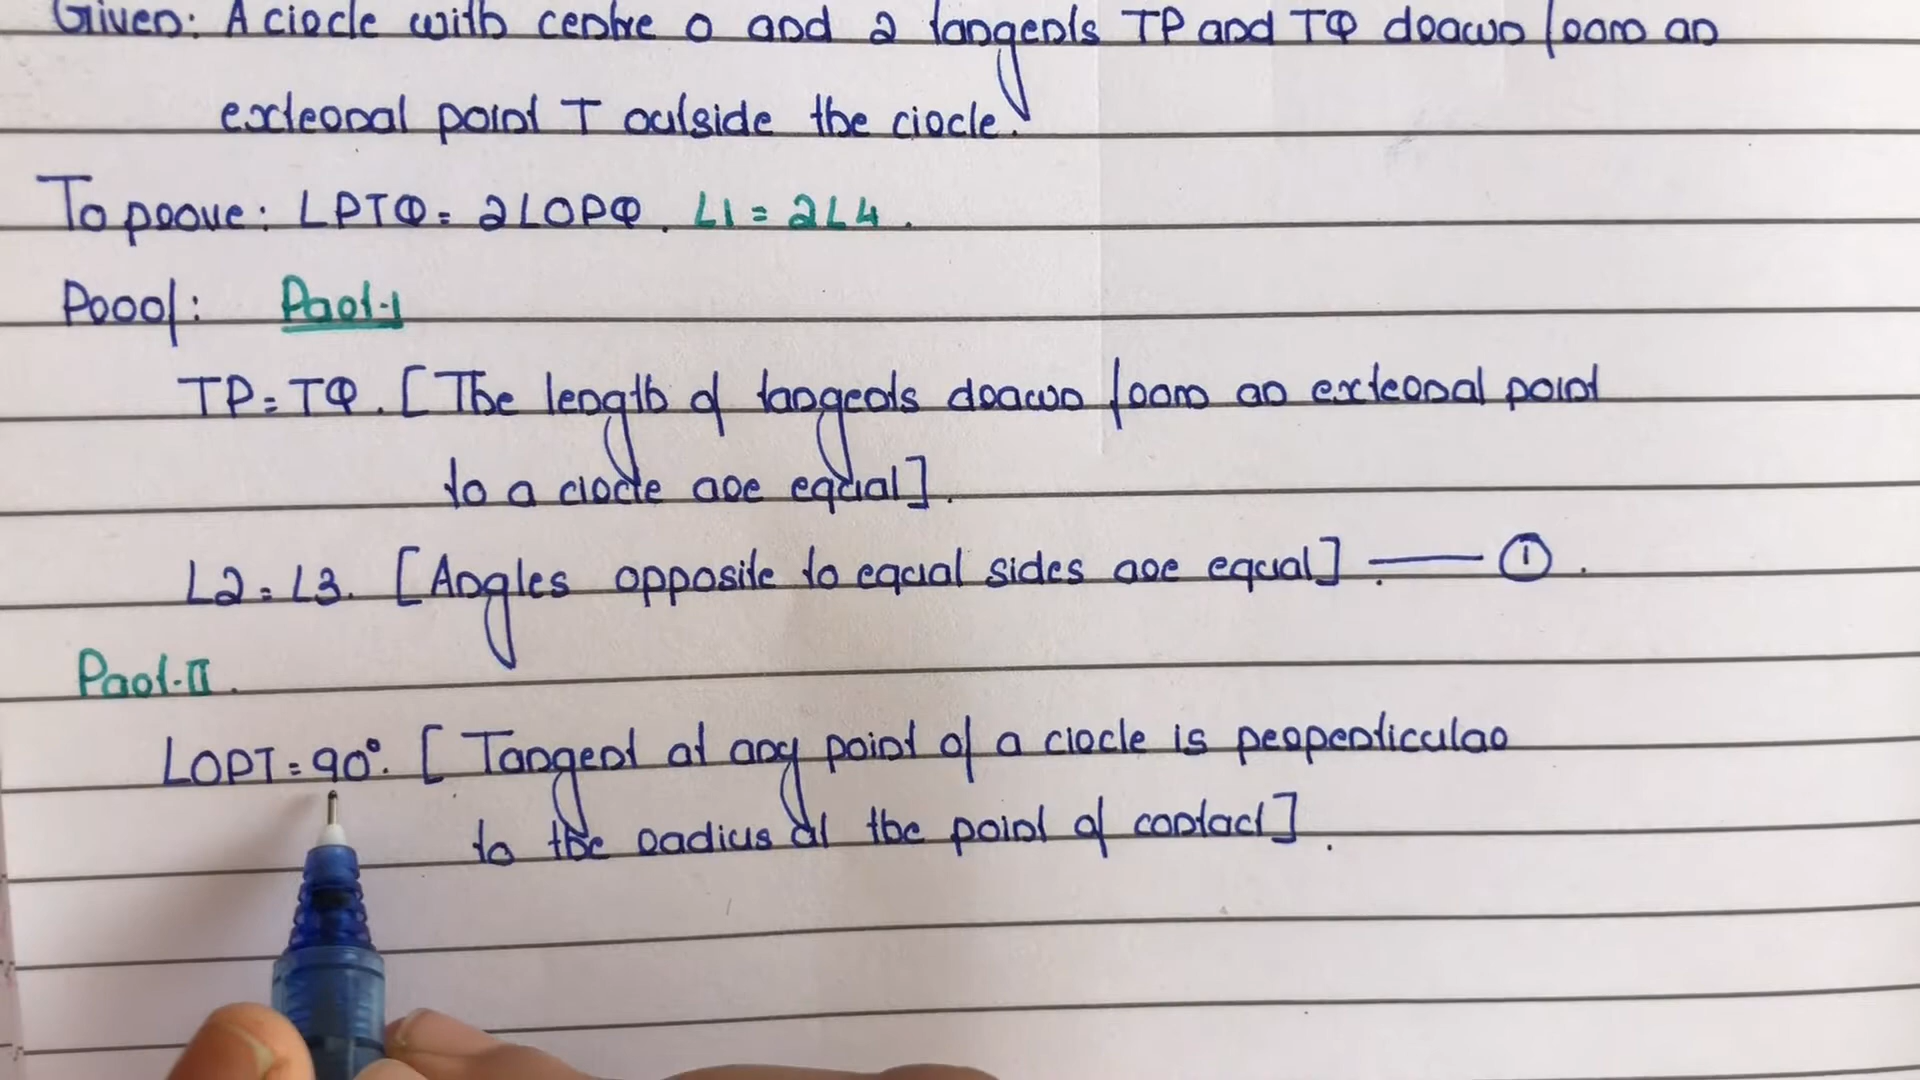 Given: A circle with centre O and 2 tangents TP and TQ drawn from an
external point T outside the circle.
To prove: ∠PTQ = 2∠OPQ. ∠1 = 2∠4.
Proof: Part-I
TP = TQ. [The length of tangents drawn from an external point
to a circle are equal].
∠2 = ∠3. [Angles opposite to equal sides are equal]. — ①.
Part-II.
∠OPT = 90°. [Tangent at any point of a circle is perpendicular
to the radius at the point of contact].